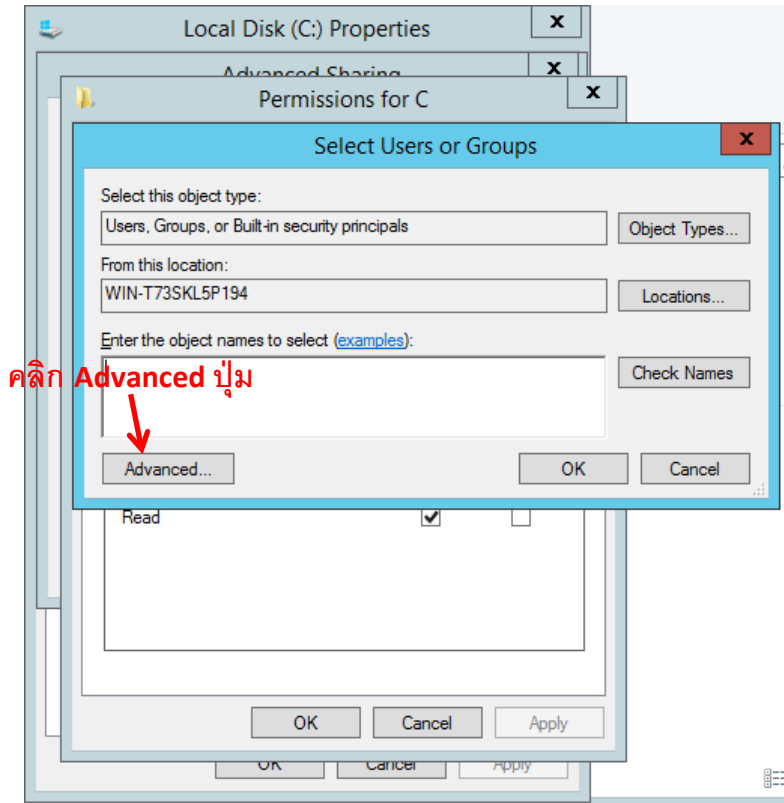 Local Disk (C:) Properties
x
Advanced Sharing
x
Permissions for C
x
Select Users or Groups
x
Select this object type:
Users, Groups, or Built-in security principals
Object Types...
From this location:
WIN-T73SKL5P194
Locations...
Enter the object names to select (examples):
คลิก Advanced ปุ่ม
Check Names
Advanced...
OK
Cancel
Read
OK
Cancel
Apply
OK
Cancel
Apply